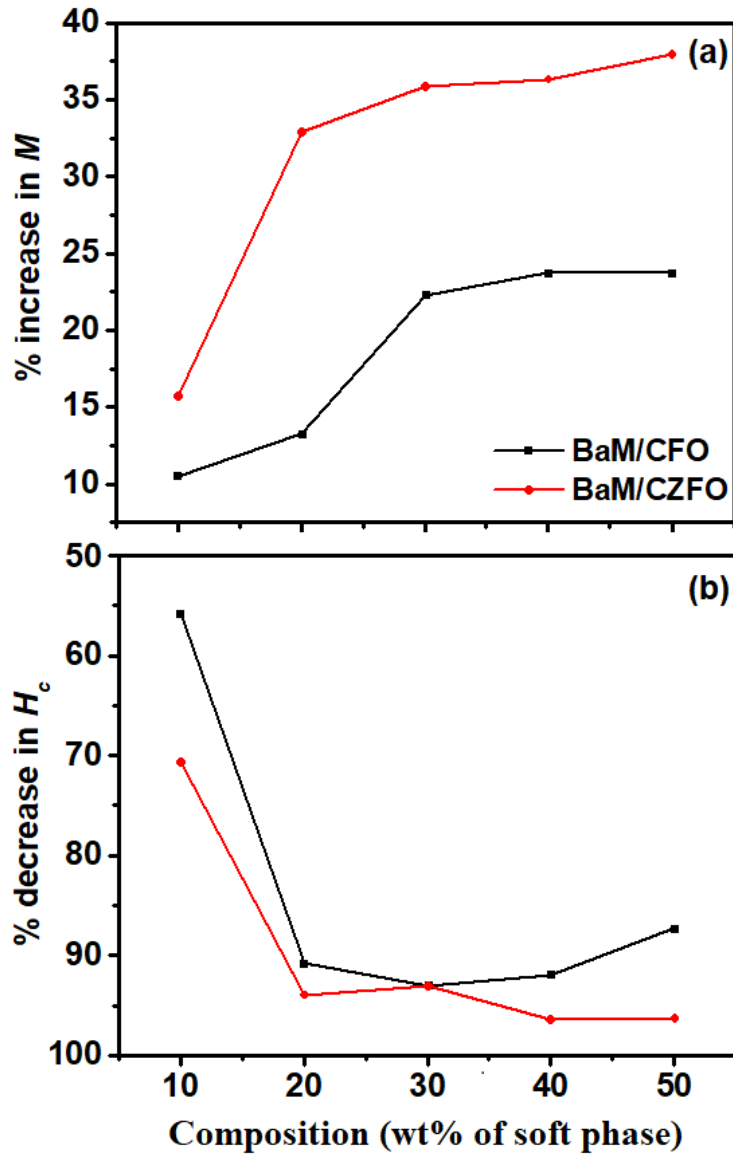 40
35
30
25
20
15
10
% increase in M
(a)
BaM/CFO
BaM/CZFO
50
60
70
80
90
100
% decrease in Hc
(b)
10 20 30 40 50
Composition (wt% of soft phase)